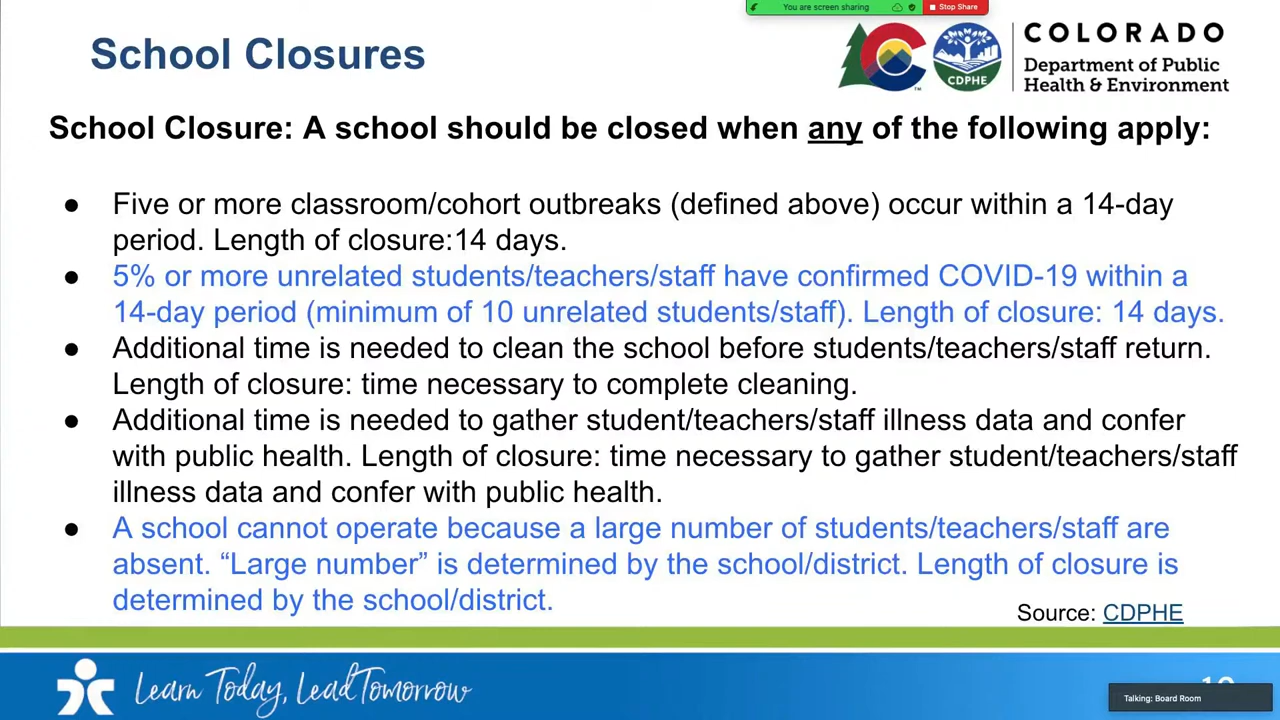 You are screen sharing
Stop Share
School Closures
CDPHE
COLORADO
Department of Public
Health & Environment
School Closure: A school should be closed when any of the following apply:
● Five or more classroom/cohort outbreaks (defined above) occur within a 14-day
period. Length of closure:14 days.
● 5% or more unrelated students/teachers/staff have confirmed COVID-19 within a
14-day period (minimum of 10 unrelated students/staff). Length of closure: 14 days.
● Additional time is needed to clean the school before students/teachers/staff return.
Length of closure: time necessary to complete cleaning.
● Additional time is needed to gather student/teachers/staff illness data and confer
with public health. Length of closure: time necessary to gather student/teachers/staff
illness data and confer with public health.
● A school cannot operate because a large number of students/teachers/staff are
absent. “Large number” is determined by the school/district. Length of closure is
determined by the school/district.
Source: CDPHE
Learn Today, Lead Tomorrow
Talking: Board Room